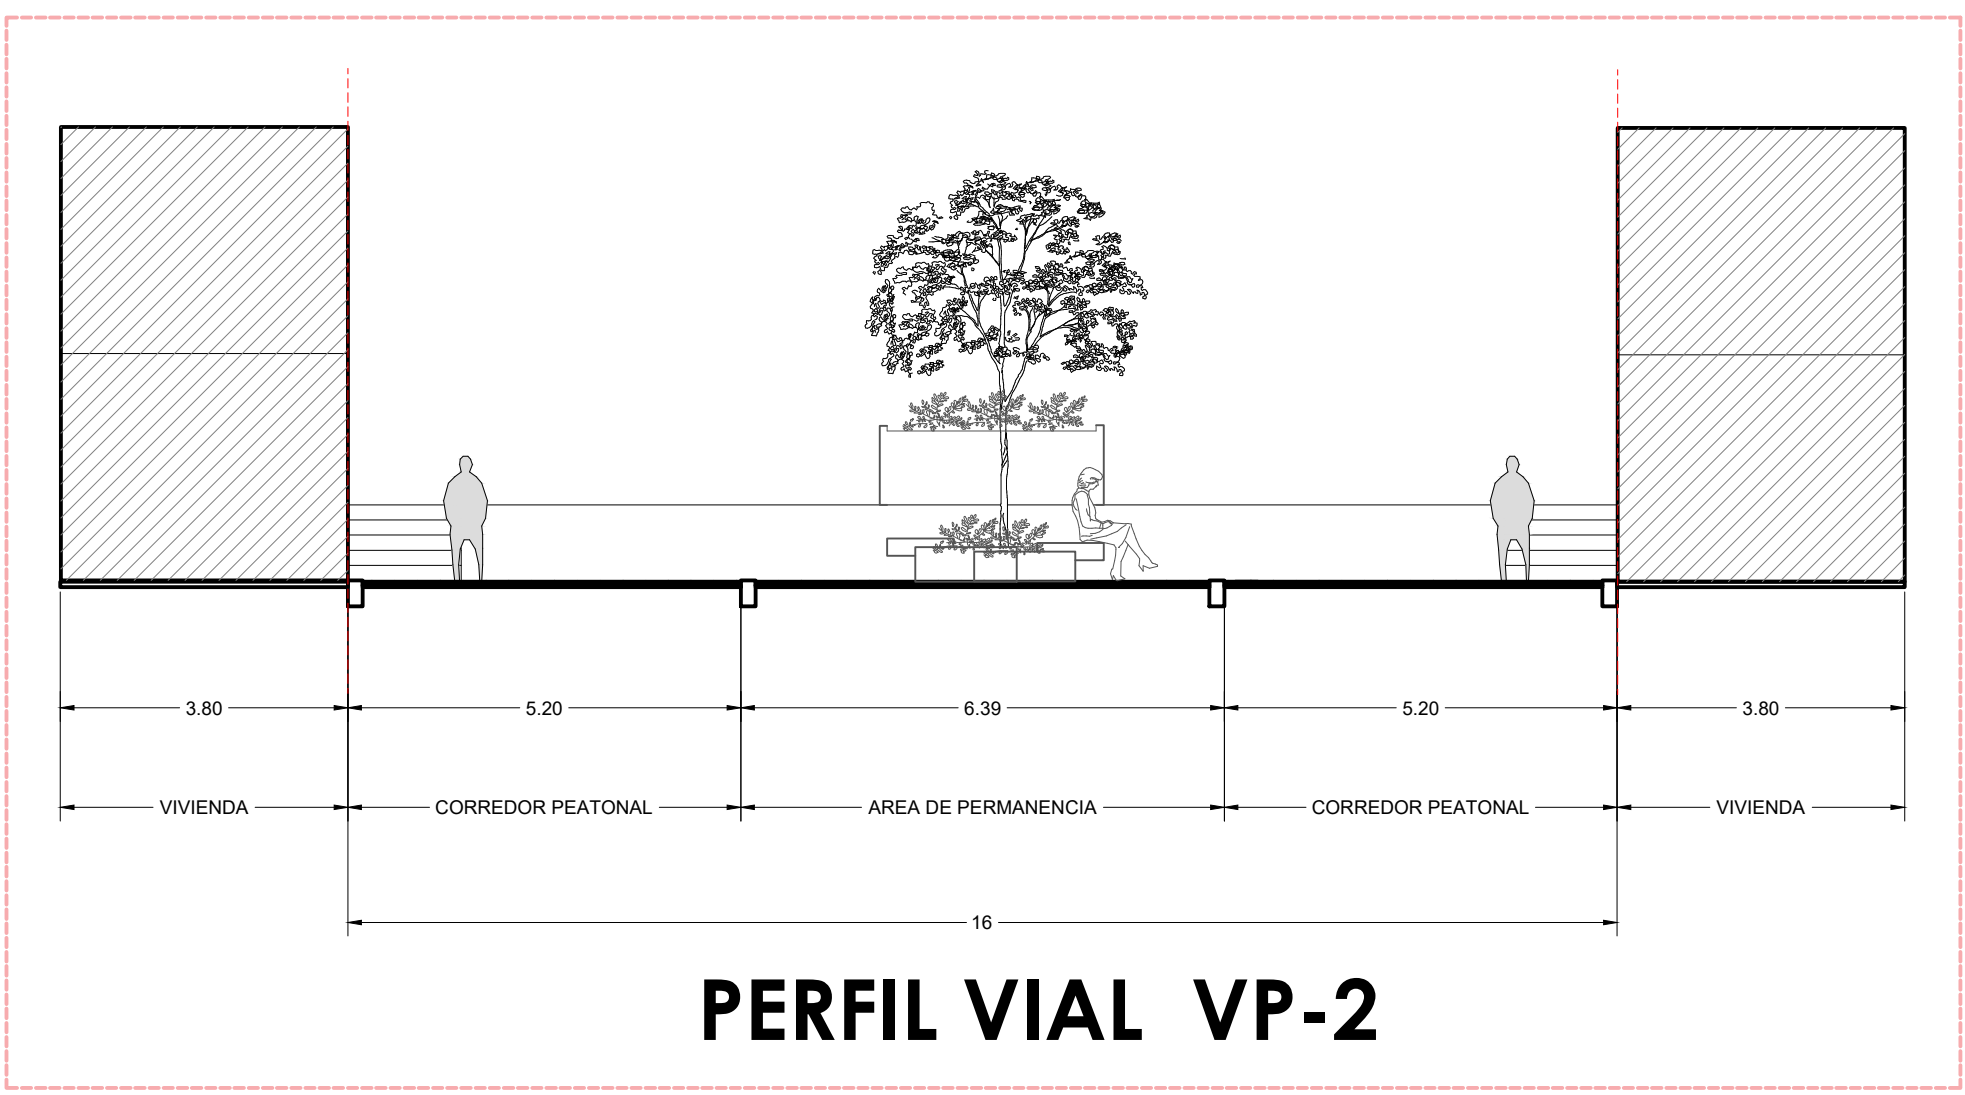 3.80 5.20 6.39 5.20 3.80
VIVIENDA CORREDOR PEATONAL AREA DE PERMANENCIA CORREDOR PEATONAL VIVIENDA
16
PERFIL VIAL VP-2